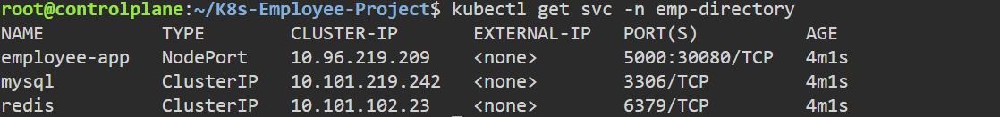 root@controlplane:~/K8s-Employee-Project$ kubectl get svc -n emp-directory
NAME TYPE CLUSTER-IP EXTERNAL-IP PORT(S) AGE
employee-app NodePort 10.96.219.209 <none> 5000:30080/TCP 4m1s
mysql ClusterIP 10.101.219.242 <none> 3306/TCP 4m1s
redis ClusterIP 10.101.102.23 <none> 6379/TCP 4m1s